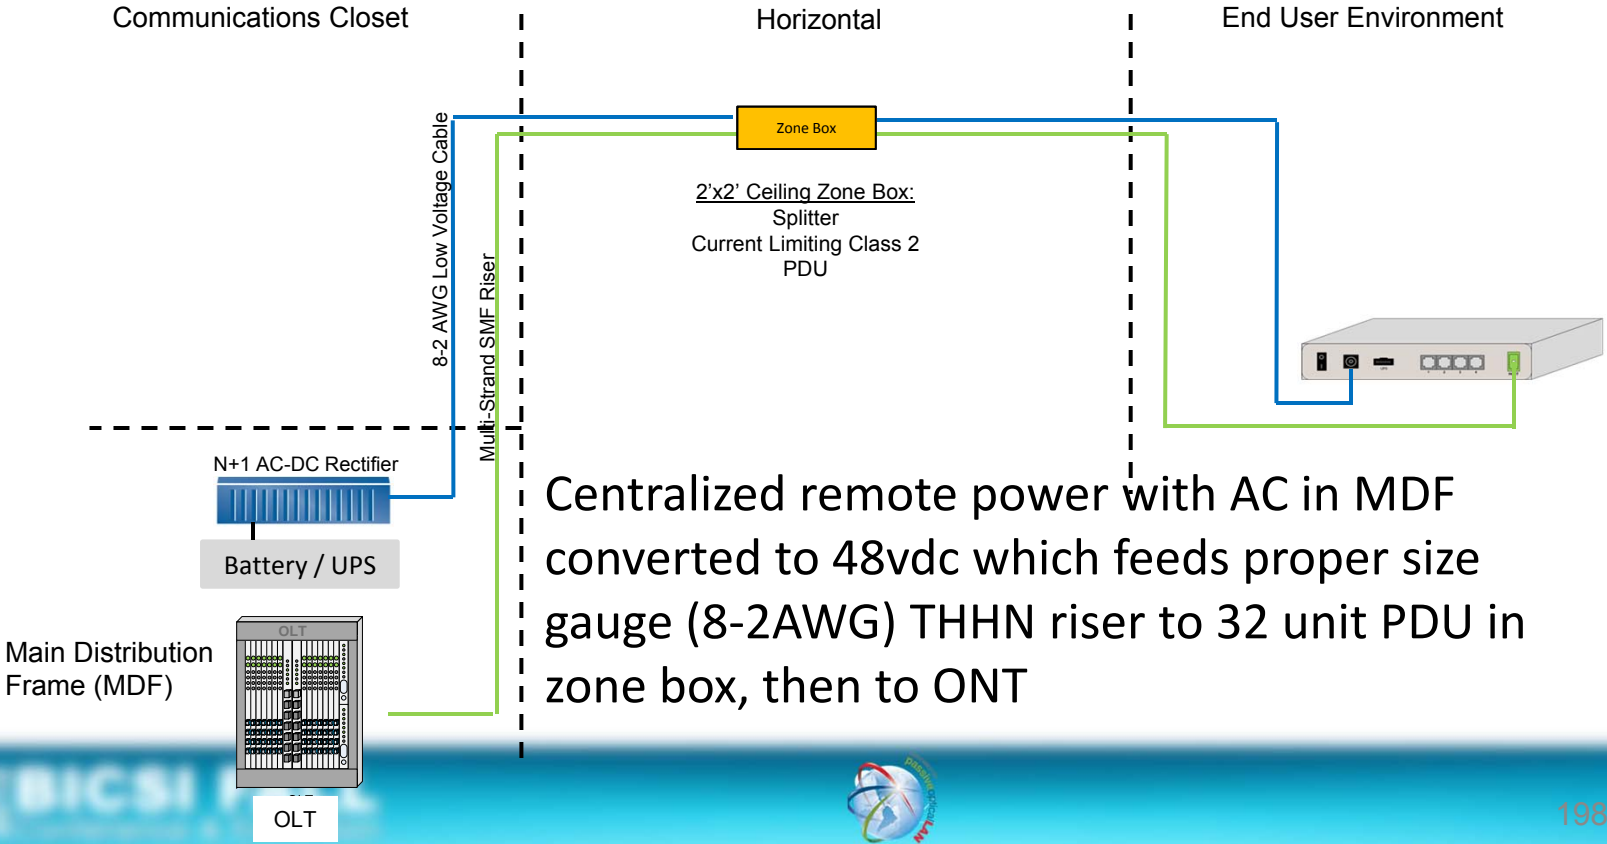 Communications Closet
Horizontal
End User Environment
8-2 AWG Low Voltage Cable
Multi-Strand SMF Riser
Zone Box
2’x2’ Ceiling Zone Box:
Splitter
Current Limiting Class 2
PDU
N+1 AC-DC Rectifier
Battery / UPS
Centralized remote power with AC in MDF
converted to 48vdc which feeds proper size
gauge (8-2AWG) THHN riser to 32 unit PDU in
zone box, then to ONT
Main Distribution
Frame (MDF)
OLT
OLT
BICSI
passiveopticalLAN
198